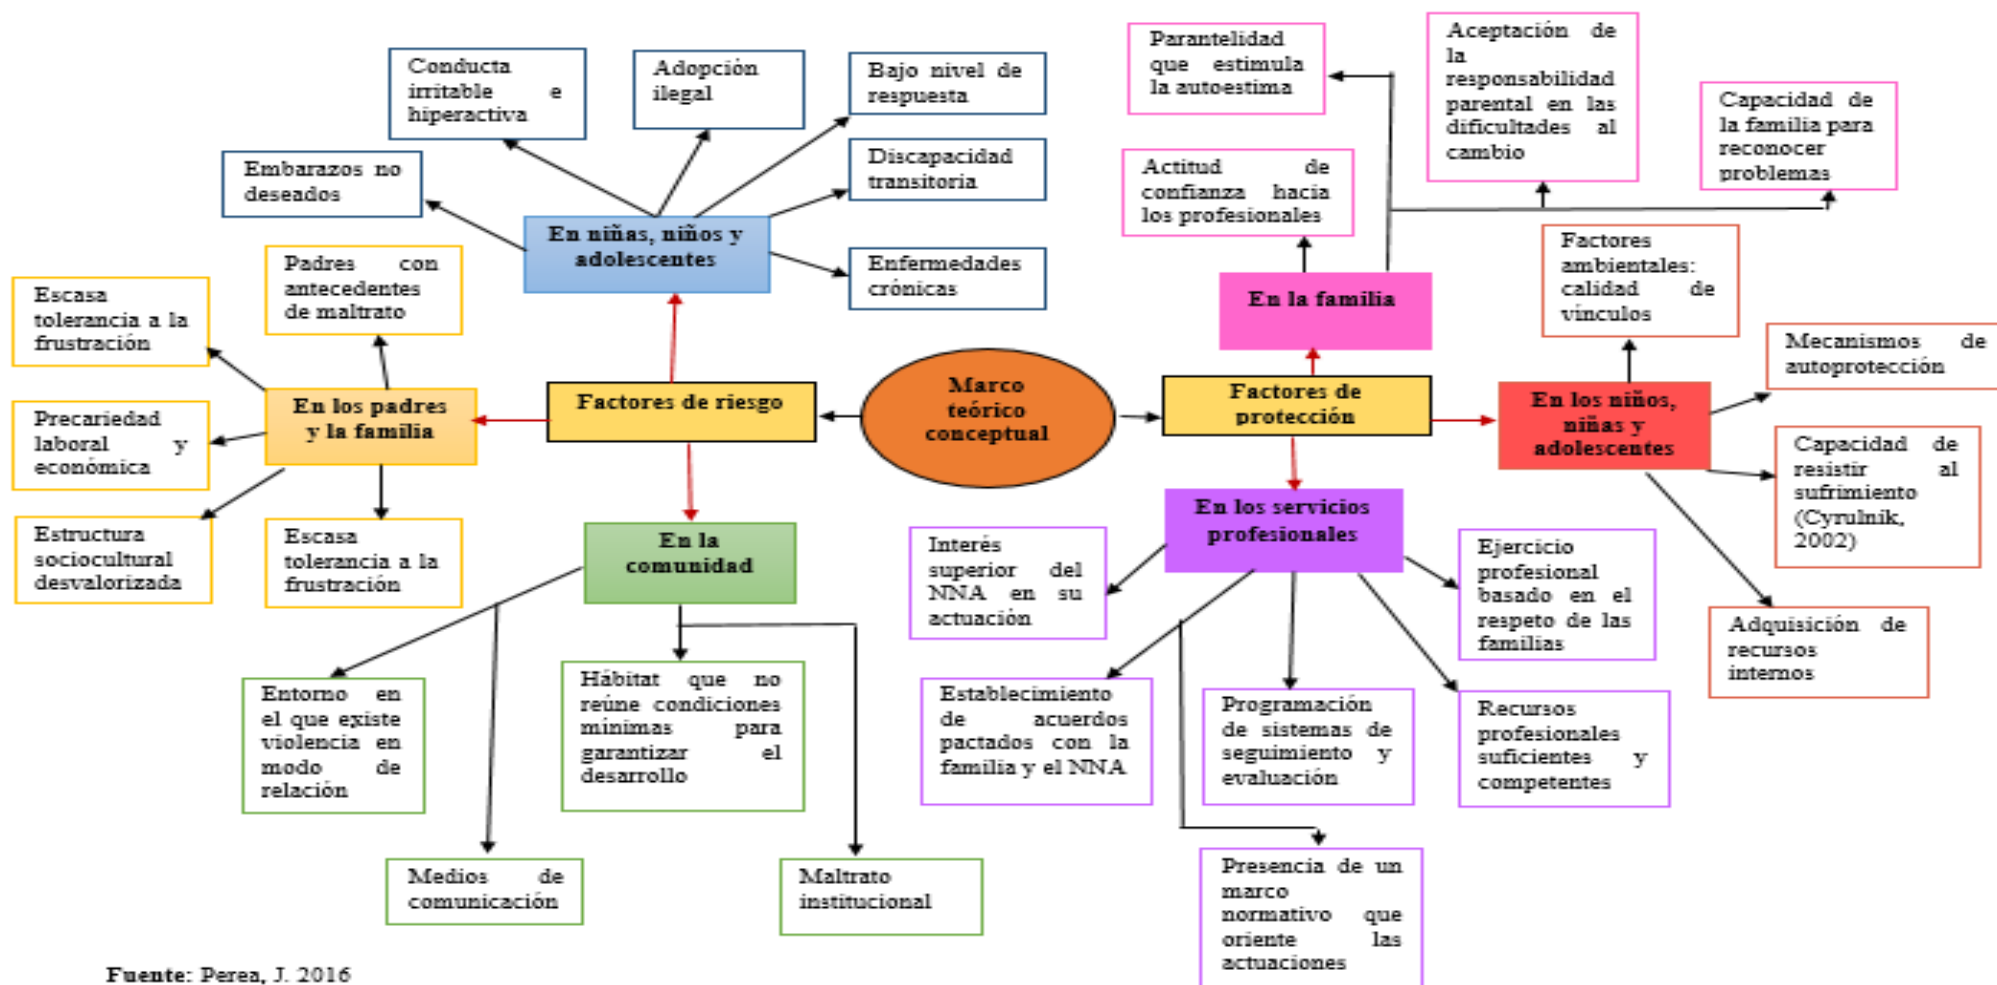 Conducta
irritable e
hiperactiva
Adopción
ilegal
Bajo nivel de
respuesta
Embarazos no
deseados
Discapacidad
transitoria
En niñas, niños y
adolescentes
Enfermedades
crónicas
Padres con
antecedentes
de maltrato
Escasa
tolerancia a la
frustración
En los padres
y la familia
Precariedad
laboral y
económica
Estructura
sociocultural
desvalorizada
Escasa
tolerancia a la
frustración
Factores de riesgo
En la
comunidad
Entorno en
el que existe
violencia en
modo de
relación
Hábitat que no
reúne condiciones
mínimas para
garantizar el
desarrollo
Medios de
comunicación
Maltrato
institucional
Marco
teórico
conceptual
Parantelidad
que estimula
la autoestima
Aceptación de
la
responsabilidad
parental en las
dificultades al
cambio
Capacidad de
la familia para
reconocer
problemas
Actitud de
confianza hacia
los profesionales
En la familia
Factores de
protección
Factores
ambientales:
calidad de
vínculos
Mecanismos de
autoprotección
En los niños,
niñas y
adolescentes
Capacidad de
resistir al
sufrimiento
(Cyrulnik,
2002)
Adquisición de
recursos
internos
En los servicios
profesionales
Interés
superior del
NNA en su
actuación
Ejercicio
profesional
basado en el
respeto de las
familias
Establecimiento
de acuerdos
pactados con la
familia y el NNA
Programación
de sistemas de
seguimiento y
evaluación
Recursos
profesionales
suficientes y
competentes
Presencia de un
marco
normativo que
oriente las
actuaciones
Fuente: Perea, J. 2016